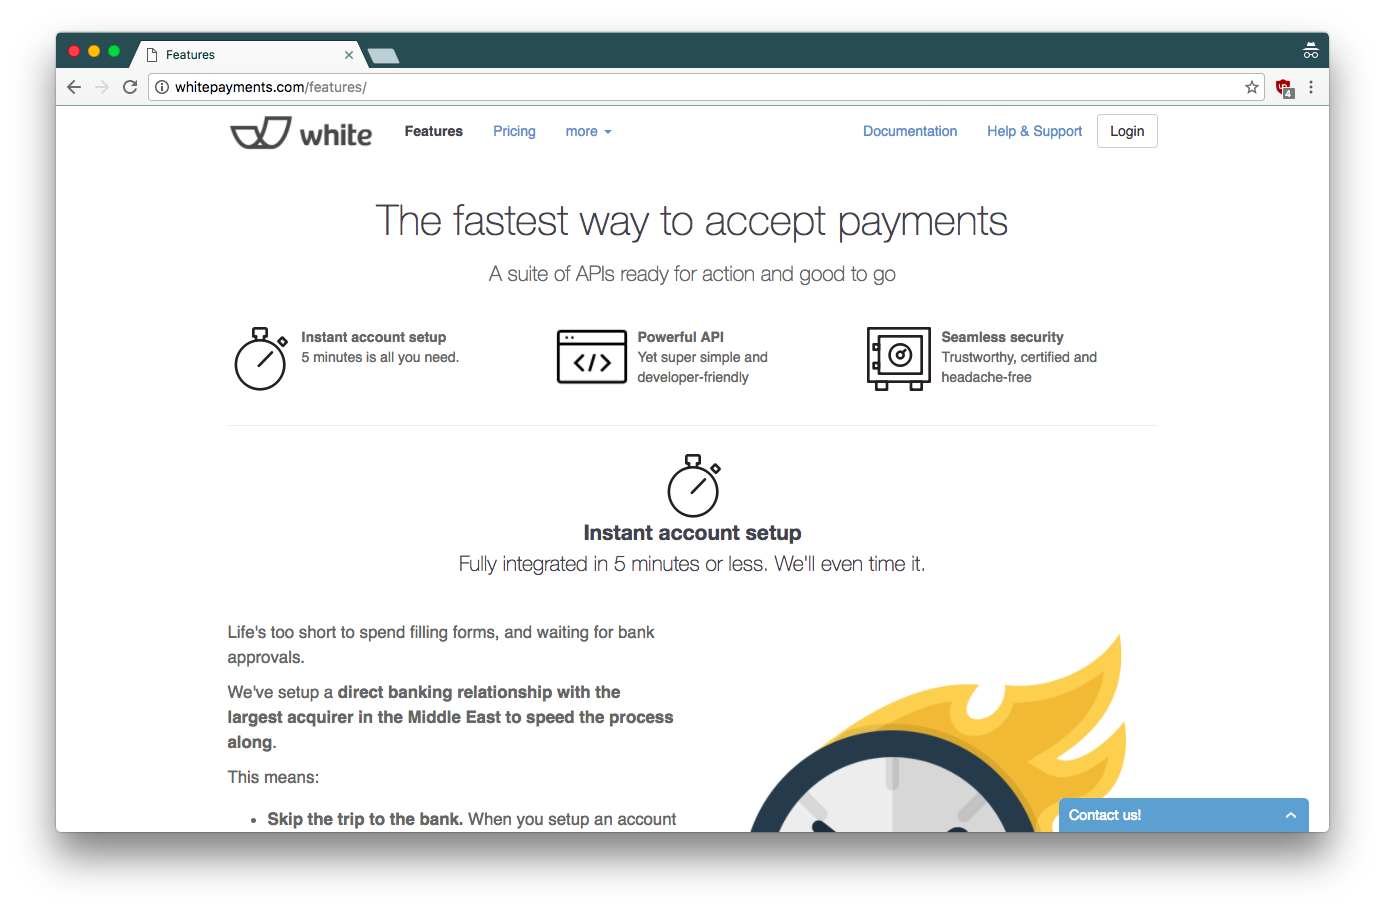 Features
whitepayments.com/features/
4
white
Features
Pricing
more
Documentation
Help & Support
Login
The fastest way to accept payments
A suite of APIs ready for action and good to go
Instant account setup
5 minutes is all you need.
Powerful API
Yet super simple and
developer-friendly
Seamless security
Trustworthy, certified and
headache-free
Instant account setup
Fully integrated in 5 minutes or less. We'll even time it.
Life's too short to spend filling forms, and waiting for bank
approvals.
We've setup a direct banking relationship with the
largest acquirer in the Middle East to speed the process
along.
This means:
• Skip the trip to the bank. When you setup an account
Contact us!